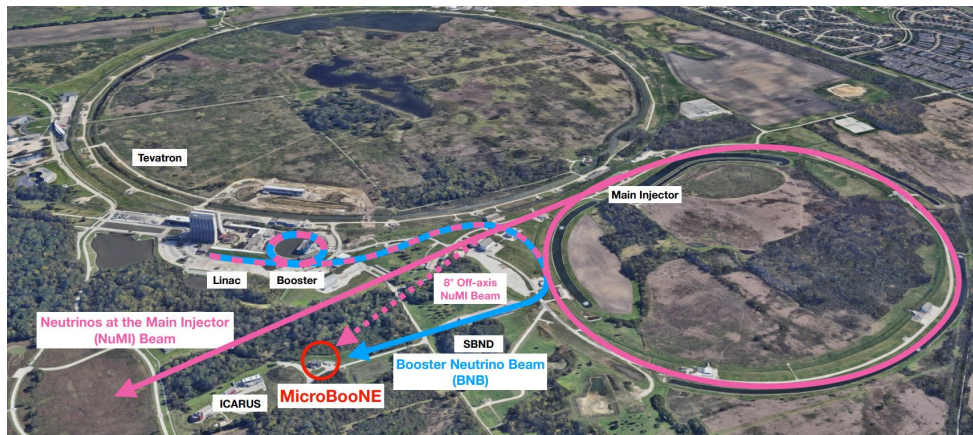 Tevatron
Main Injector
Linac
Booster
8° Off-axis
NuMI Beam
Neutrinos at the Main Injector
(NuMI) Beam
SBND
Booster Neutrino Beam
(BNB)
MicroBooNE
ICARUS